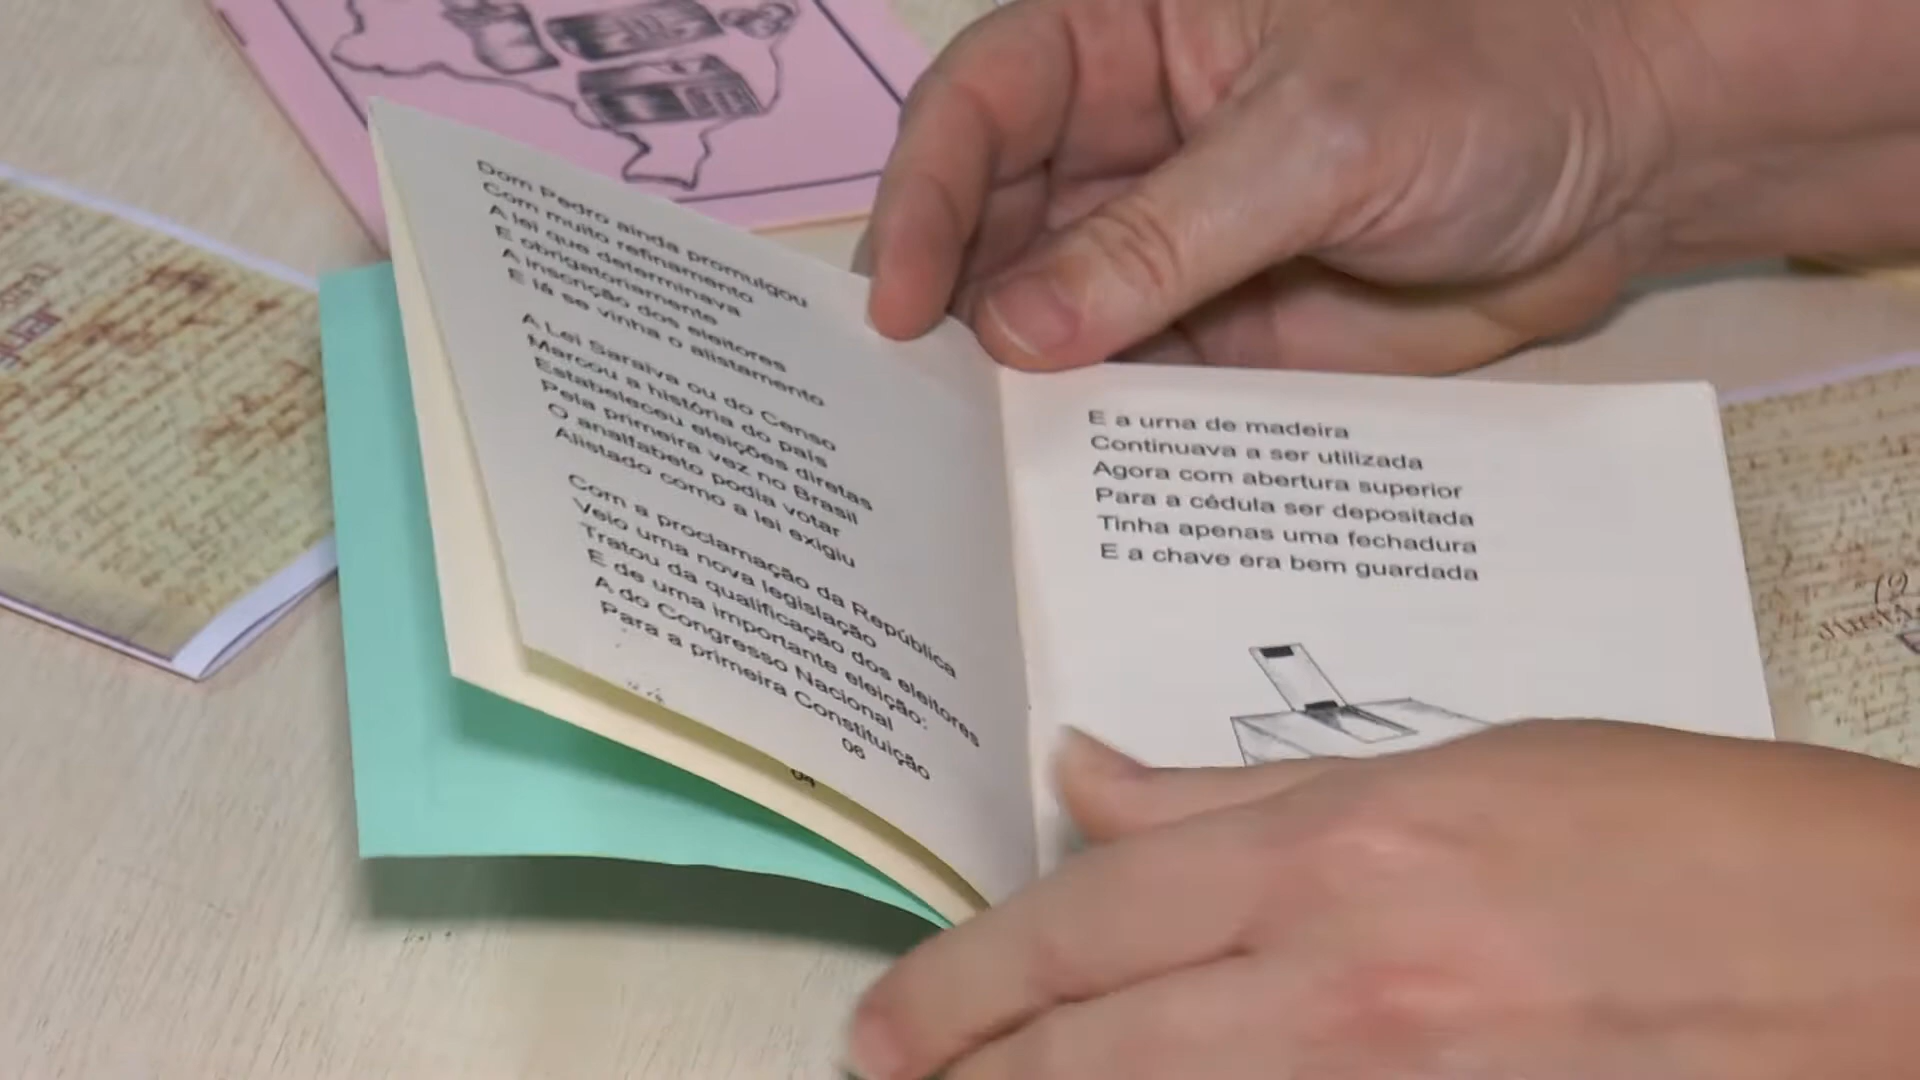 Dom Pedro ainda promulgou
Com muito refinamento
A lei que determinava
E obrigatoriamente
A inscrição dos eleitores
E lá se vinha o alistamento
A Lei Saraiva ou do Censo
Marcou a história do país
Estabeleceu eleições diretas
Pela primeira vez no Brasil
O analfabeto podia votar
Alistado como a lei exigiu
Com a proclamação da República
Veio uma nova legislação
Tratou da qualificação dos eleitores
E de uma importante eleição:
A do Congresso Nacional
Para a primeira Constituição
06
04
E a urna de madeira
Continuava a ser utilizada
Agora com abertura superior
Para a cédula ser depositada
Tinha apenas uma fechadura
E a chave era bem guardada